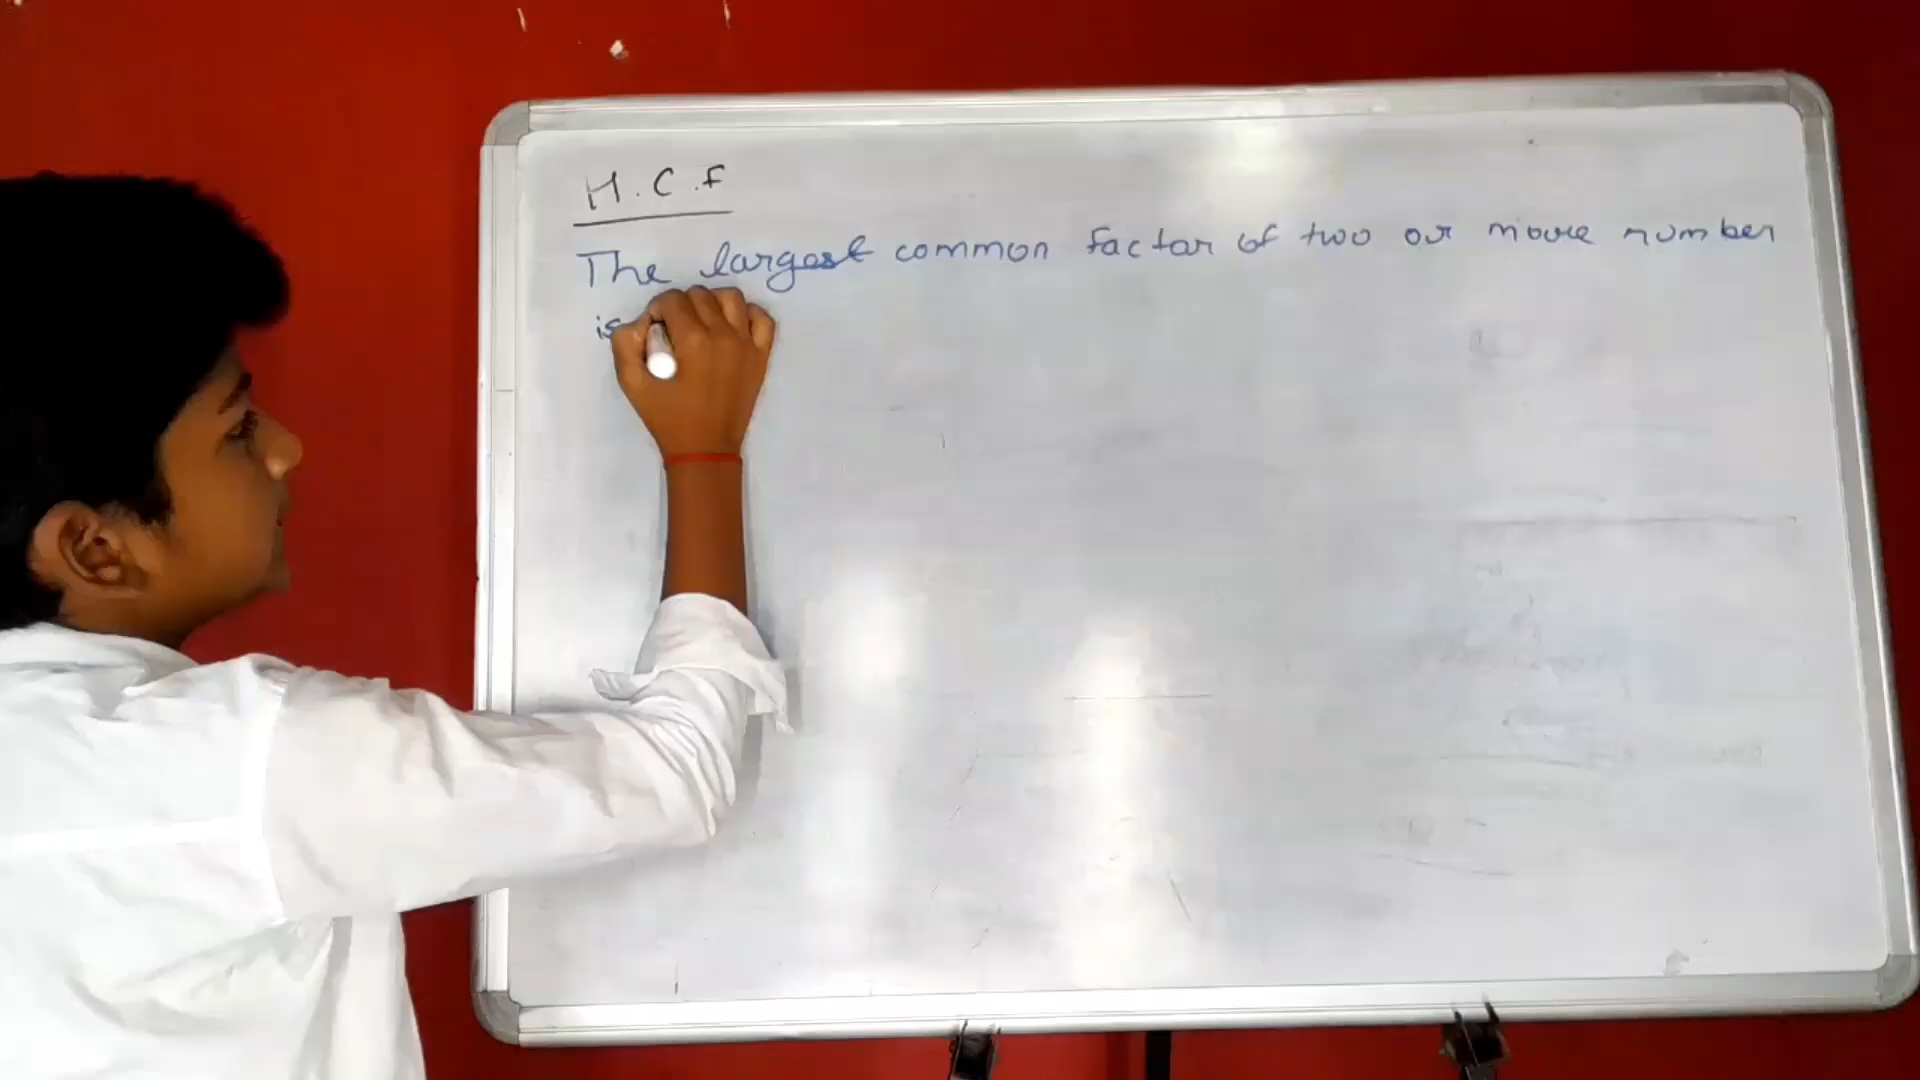 H.C.F
The largest common factor of two or more number
is